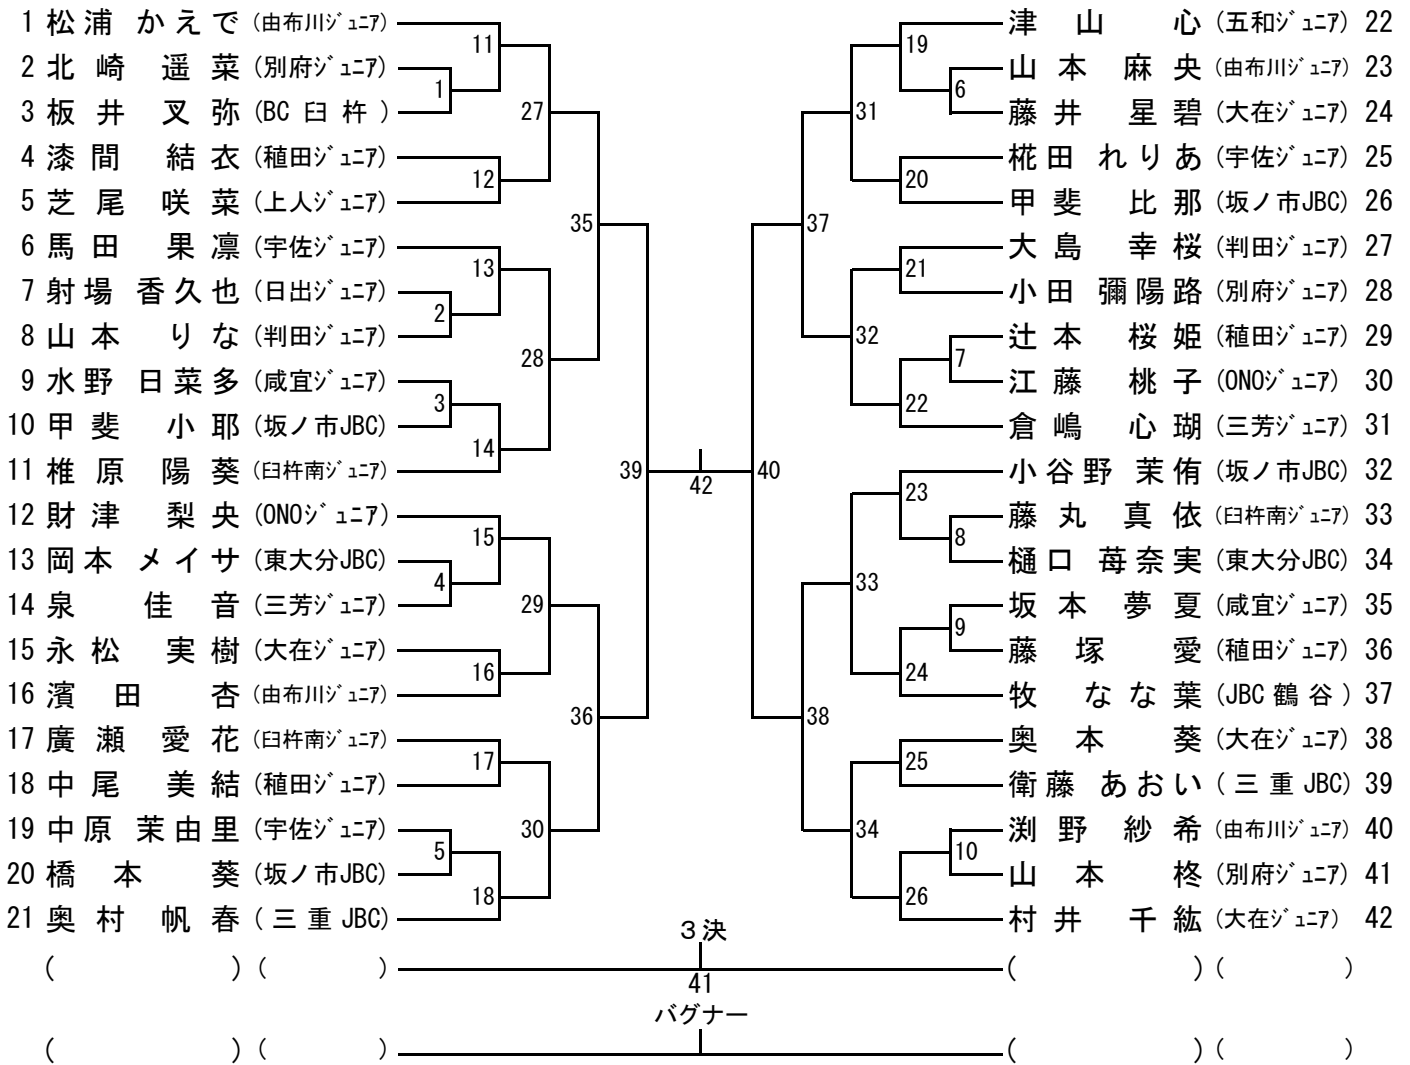 1 松浦 かえで (由布川ジュニア)
2 北崎 遥菜 (別府ジュニア)
3 板井 叉弥 (BC臼杵)
4 漆間 結衣 (稙田ジュニア)
5 芝尾 咲菜 (上人ジュニア)
6 馬田 果凛 (宇佐ジュニア)
7 射場 香久也 (日出ジュニア)
8 山本 りな (判田ジュニア)
9 水野 日菜多 (咸宜ジュニア)
10 甲斐 小耶 (坂ノ市JBC)
11 椎原 陽葵 (臼杵南ジュニア)
12 財津 梨央 (ONOジュニア)
13 岡本 メイサ (東大分JBC)
14 泉 佳音 (三芳ジュニア)
15 永松 実樹 (大在ジュニア)
16 濱田 杏 (由布川ジュニア)
17 廣瀬 愛花 (臼杵南ジュニア)
18 中尾 美結 (稙田ジュニア)
19 中原 茉由里 (宇佐ジュニア)
20 橋本 葵 (坂ノ市JBC)
21 奥村 帆春 (三重JBC)
11
1
27
12
35
13
2
28
3
14
39
15
4
29
16
36
17
5
30
18
42
19
6
31
20
37
21
32
7
22
40
23
8
33
9
24
38
25
34
10
26
津山 心 (五和ジュニア) 22
山本 麻央 (由布川ジュニア) 23
藤井 星碧 (大在ジュニア) 24
椛田 れりあ (宇佐ジュニア) 25
甲斐 比那 (坂ノ市JBC) 26
大島 幸桜 (判田ジュニア) 27
小田 彌陽路 (別府ジュニア) 28
辻本 桜姫 (稙田ジュニア) 29
江藤 桃子 (ONOジュニア) 30
倉嶋 心瑚 (三芳ジュニア) 31
小谷野 茉侑 (坂ノ市JBC) 32
藤丸 真依 (臼杵南ジュニア) 33
樋口 苺奈実 (東大分JBC) 34
坂本 夢夏 (咸宜ジュニア) 35
藤塚 愛 (稙田ジュニア) 36
牧 なな葉 (JBC鶴谷) 37
奥本 葵 (大在ジュニア) 38
衛藤 あおい (三重JBC) 39
渕野 紗希 (由布川ジュニア) 40
山本 柊 (別府ジュニア) 41
村井 千紘 (大在ジュニア) 42
3決
( ) ( ) ( ) ( )
41
バグナー
( ) ( ) ( ) ( )